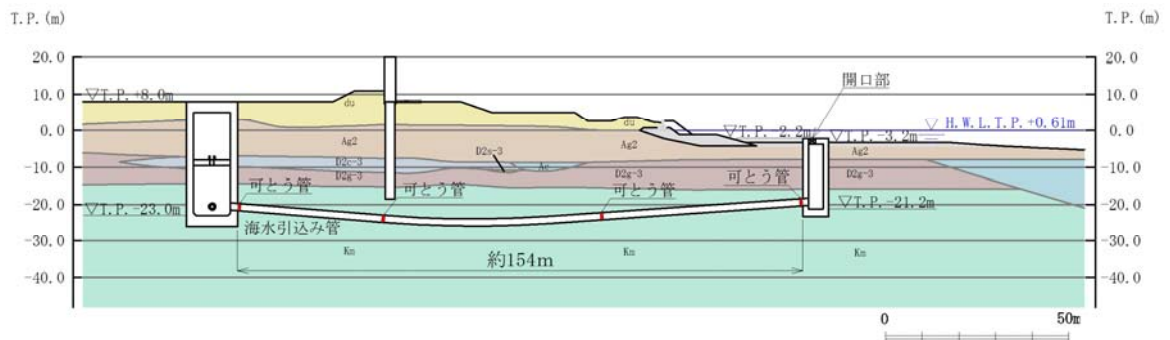 T.P.(m)
T.P.(m)
20.0
20.0
開口部
▽T.P.+8.0m
10.0
10.0
du
du
▽ H.W.L.T.P.+0.61m
▽T.P.-2.2m
▽T.P.-3.2m
0.0
0.0
Ag2
Ag2
Ag2
D2s-3
Ac
D2c-3
-10.0
-10.0
D2g-3
D2g-3
D2g-3
可とう管
可とう管
可とう管
可とう管
-20.0
-20.0
▽T.P.-23.0m
▽T.P.-21.2m
海水引込み管
-30.0
-30.0
Km
Km
Km
約154m
-40.0
-40.0
0
50m